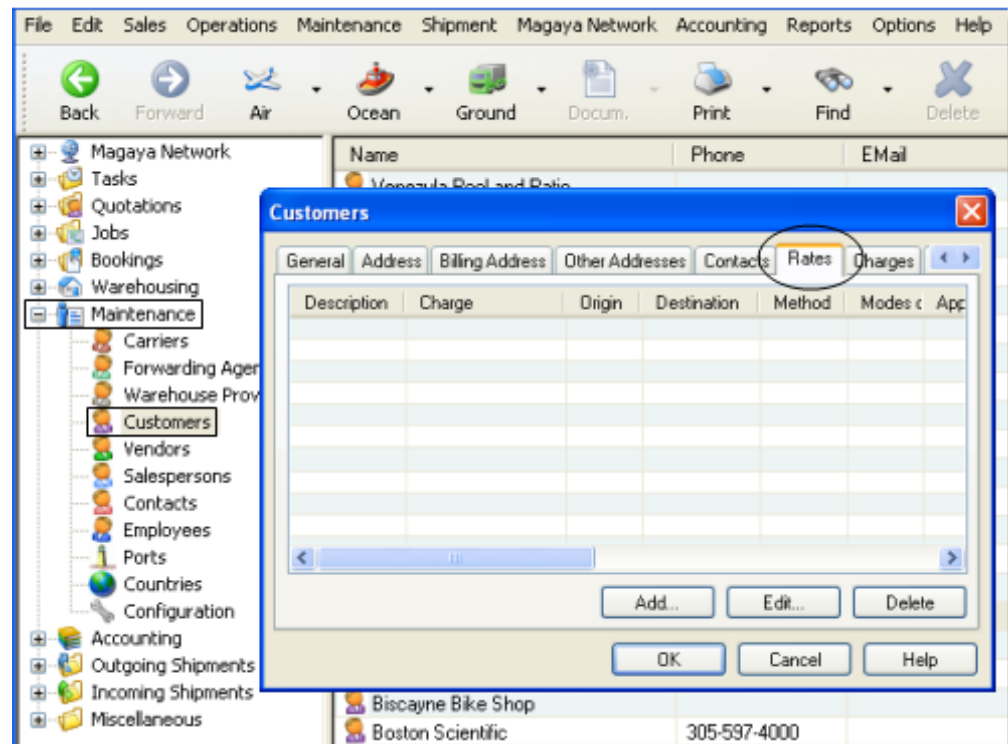 File Edit Sales Operations Maintenance Shipment Magaya Network Accounting Reports Options Help
Back Forward Air Ocean Ground Docum. Print Find Delete
Magaya Network
Tasks
Quotations
Jobs
Bookings
Warehousing
Maintenance
Carriers
Forwarding Agen
Warehouse Prov
Customers
Vendors
Salespersons
Contacts
Employees
Ports
Countries
Configuration
Accounting
Outgoing Shipments
Incoming Shipments
Miscellaneous
Name Phone EMail
Customers
General Address Billing Address Other Addresses Contacts Rates Charges
Description Charge Origin Destination Method Modes c App
Add... Edit... Delete
OK Cancel Help
Biscayne Bike Shop
Boston Scientific 305-597-4000